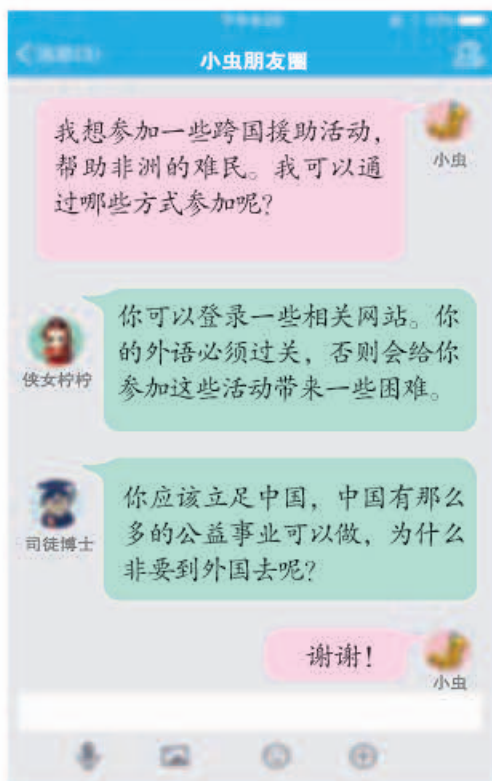 小虫朋友圈
我想参加一些跨国援助活动，
帮助非洲的难民。我可以通
过哪些方式参加呢？
小虫
你可以登录一些相关网站。你
的外语必须过关，否则会给你
参加这些活动带来一些困难。
侠女柠柠
你应该立足中国，中国有那么
多的公益事业可以做，为什么
非要到外国去呢？
司徒博士
谢谢！
小虫